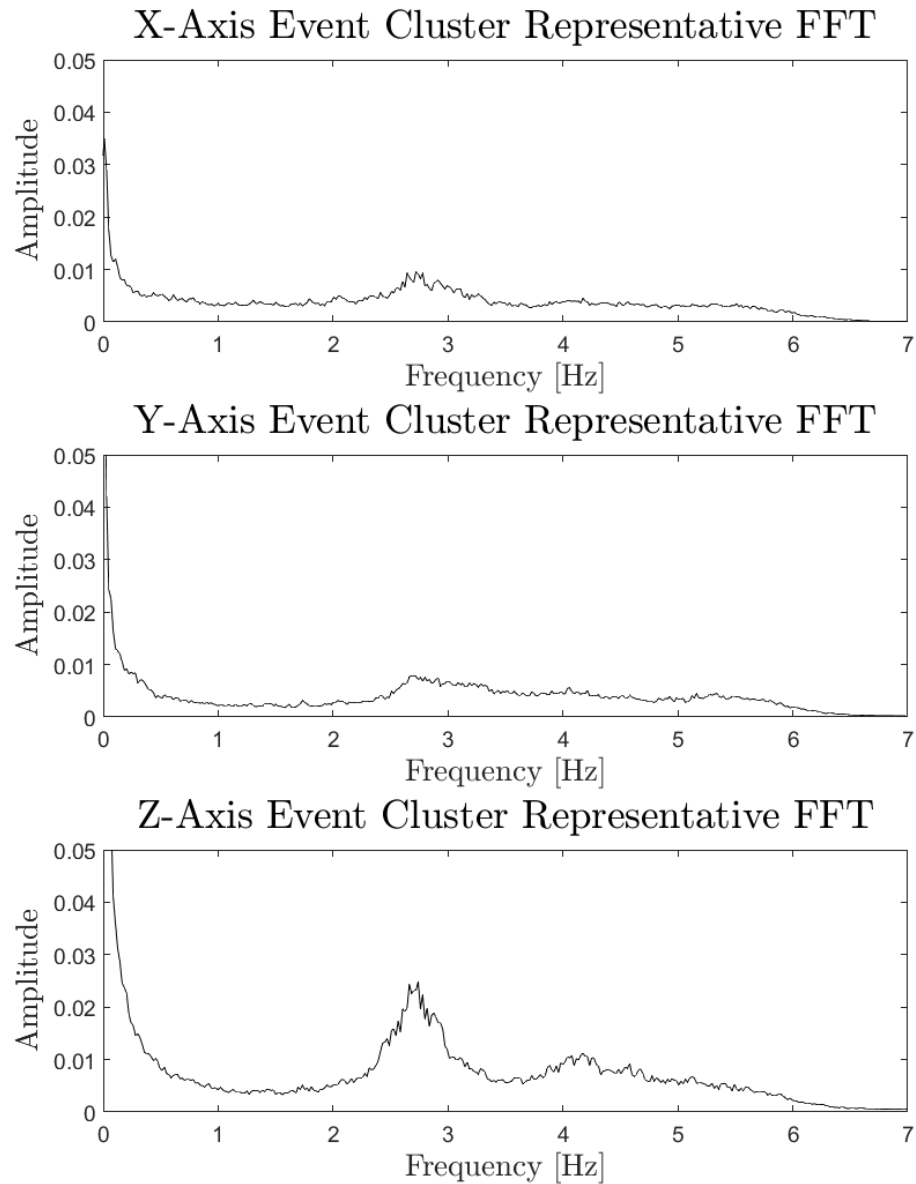 X-Axis Event Cluster Representative FFT
0.05
0.04
0.03
0.02
0.01
0
Amplitude
0 1 2 3 4 5 6 7
Frequency [Hz]
Y-Axis Event Cluster Representative FFT
0.05
0.04
0.03
0.02
0.01
0
Amplitude
0 1 2 3 4 5 6 7
Frequency [Hz]
Z-Axis Event Cluster Representative FFT
0.05
0.04
0.03
0.02
0.01
0
Amplitude
0 1 2 3 4 5 6 7
Frequency [Hz]